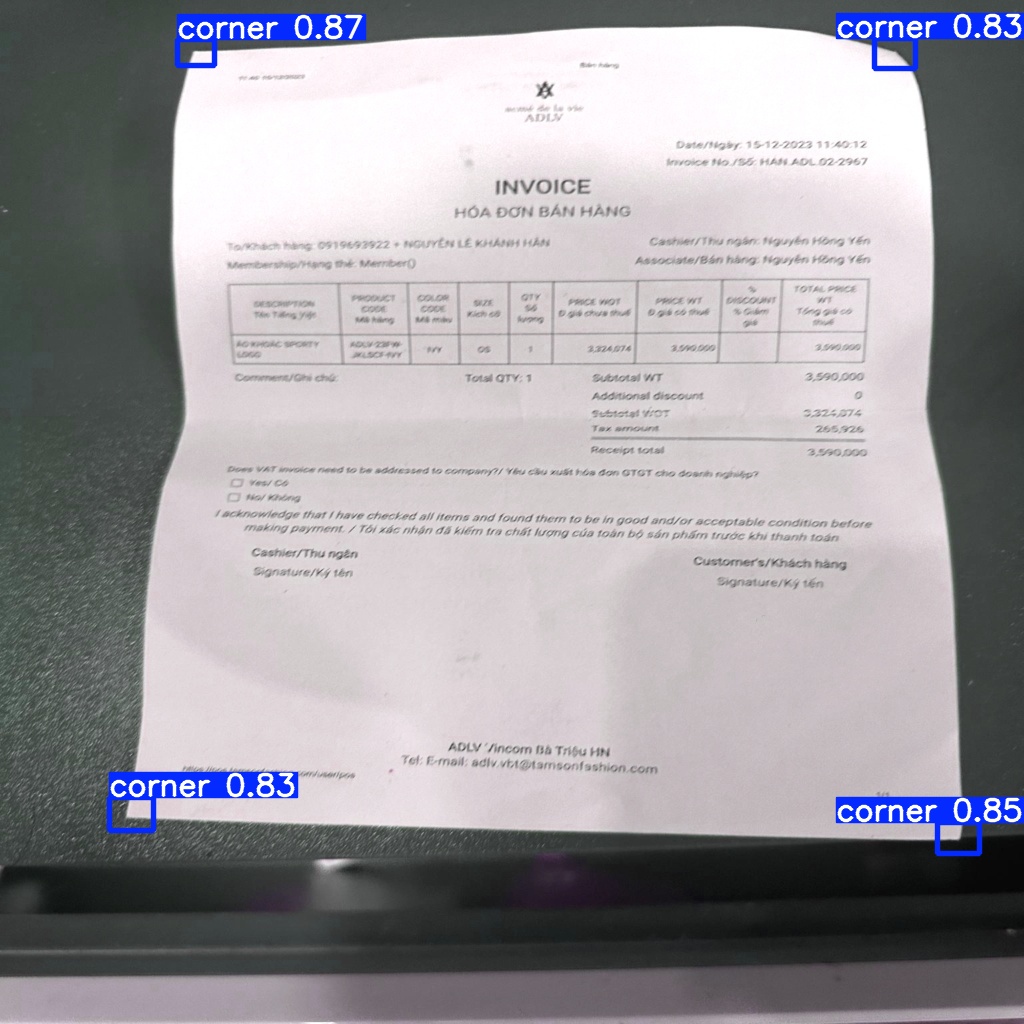 corner 0.87
corner 0.83
Bán hàng
acmé de la vie
ADLV
Date/Ngày: 15-12-2023 11:40:12
Invoice No./Số: HAN.ADL.02-2967
INVOICE
HÓA ĐƠN BÁN HÀNG
To/Khách hàng: 0919693922 + NGUYỄN LÊ KHÁNH HÂN
Cashier/Thu ngân: Nguyễn Hồng Yến
Membership/Hạng thẻ: Member()
Associate/Bán hàng: Nguyễn Hồng Yến
DESCRIPTION Tên Tiếng Việt
PRODUCT CODE Mã hàng
COLOR CODE Mã màu
SIZE Kích cỡ
QTY Số lượng
PRICE WOT Đ.giá chưa thuế
PRICE WT Đ.giá có thuế
% DISCOUNT % Giảm giá
TOTAL PRICE WT Tổng giá có thuế
ÁO KHOÁC SPORTY LOGO
ADLV-23FW-JKLSCF-IVY
IVY
OS
1
3,324,074
3,590,000
3,590,000
Comment/Ghi chú:
Total QTY: 1
Subtotal WT 3,590,000
Additional discount 0
Subtotal WOT 3,324,074
Tax amount 265,926
Receipt total 3,590,000
Does VAT invoice need to be addressed to company?/ Yêu cầu xuất hóa đơn GTGT cho doanh nghiệp?
Yes/ Có
No/ Không
I acknowledge that I have checked all items and found them to be in good and/or acceptable condition before
making payment. / Tôi xác nhận đã kiểm tra chất lượng của toàn bộ sản phẩm trước khi thanh toán
Cashier/Thu ngân
Customer's/Khách hàng
Signature/Ký tên
Signature/Ký tên
ADLV Vincom Bà Triệu HN
Tel: E-mail: adlv.vbt@tamsonfashion.com
corner 0.83
corner 0.85
1/1